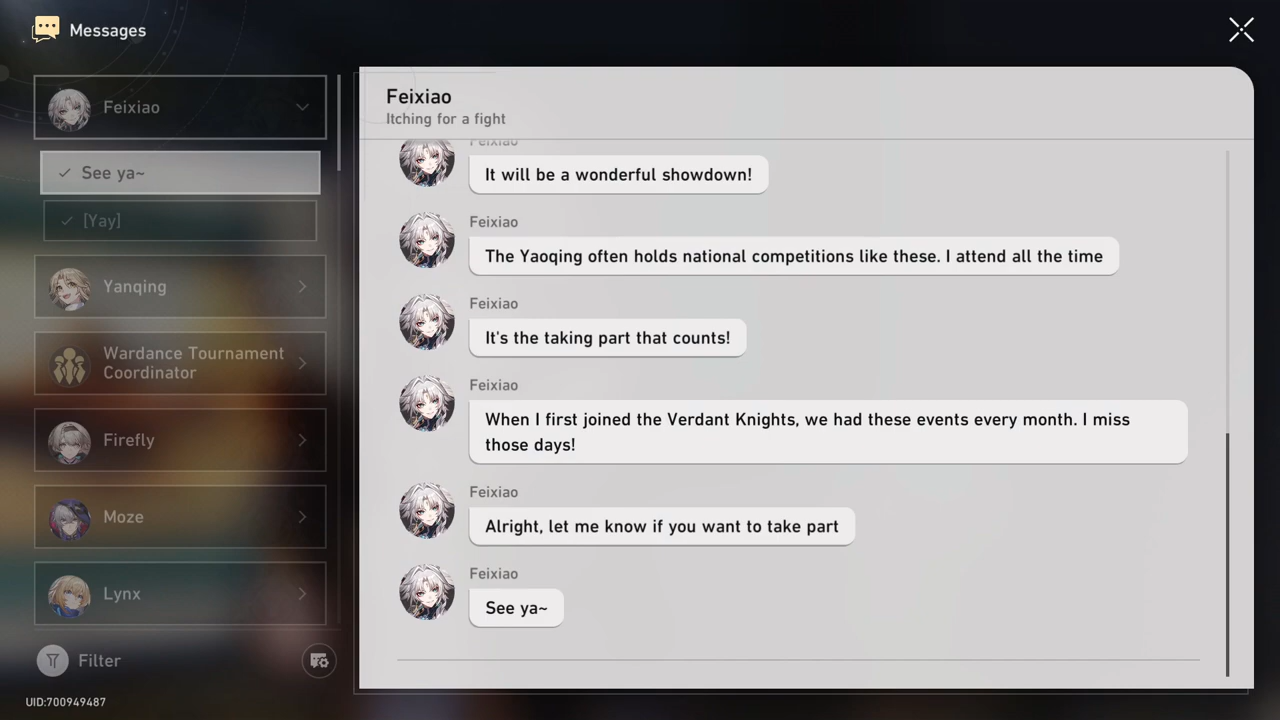 Messages
Feixiao
See ya~
[Yay]
Yanqing
Wardance Tournament
Coordinator
Firefly
Moze
Lynx
Filter
UID:700949487
Feixiao
Itching for a fight
Feixiao
It will be a wonderful showdown!
Feixiao
The Yaoqing often holds national competitions like these. I attend all the time
Feixiao
It's the taking part that counts!
Feixiao
When I first joined the Verdant Knights, we had these events every month. I miss
those days!
Feixiao
Alright, let me know if you want to take part
Feixiao
See ya~